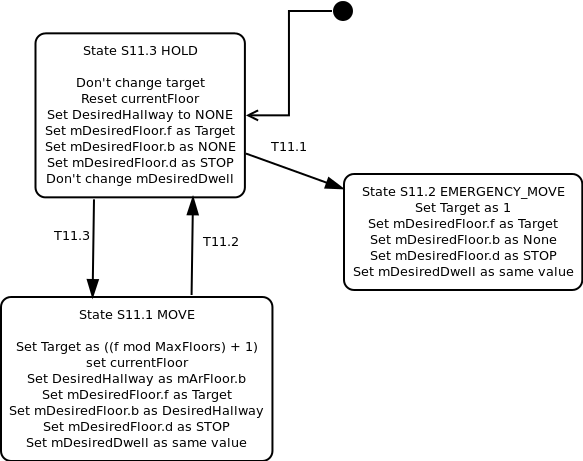 State S11.3 HOLD
Don't change target
Reset currentFloor
Set DesiredHallway to NONE
Set mDesiredFloor.f as Target
Set mDesiredFloor.b as NONE
Set mDesiredFloor.d as STOP
Don't change mDesiredDwell
T11.1
State S11.2 EMERGENCY_MOVE
Set Target as 1
Set mDesiredFloor.f as Target
Set mDesiredFloor.b as None
Set mDesiredFloor.d as STOP
Set mDesiredDwell as same value
T11.3
T11.2
State S11.1 MOVE
Set Target as ((f mod MaxFloors) + 1)
set currentFloor
Set DesiredHallway as mArFloor.b
Set mDesiredFloor.f as Target
Set mDesiredFloor.b as DesiredHallway
Set mDesiredFloor.d as STOP
Set mDesiredDwell as same value